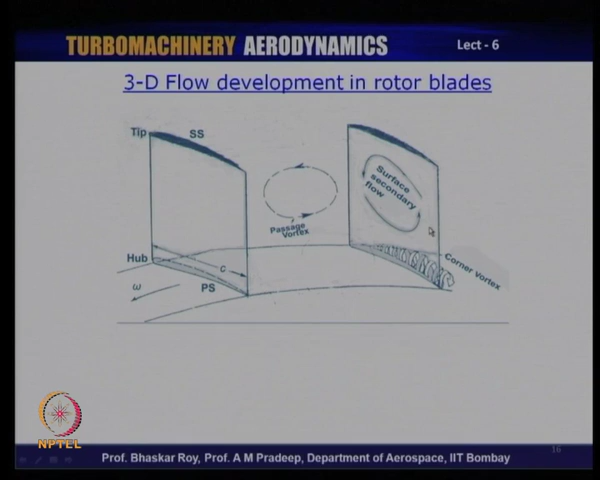 TURBOMACHINERY AERODYNAMICS
Lect - 6
3-D Flow development in rotor blades
Tip
SS
Surface
secondary
flow
Passage
Vortex
Hub
C
PS
ω
Corner Vortex
NPTEL
Prof. Bhaskar Roy, Prof. A M Pradeep, Department of Aerospace, IIT Bombay
16